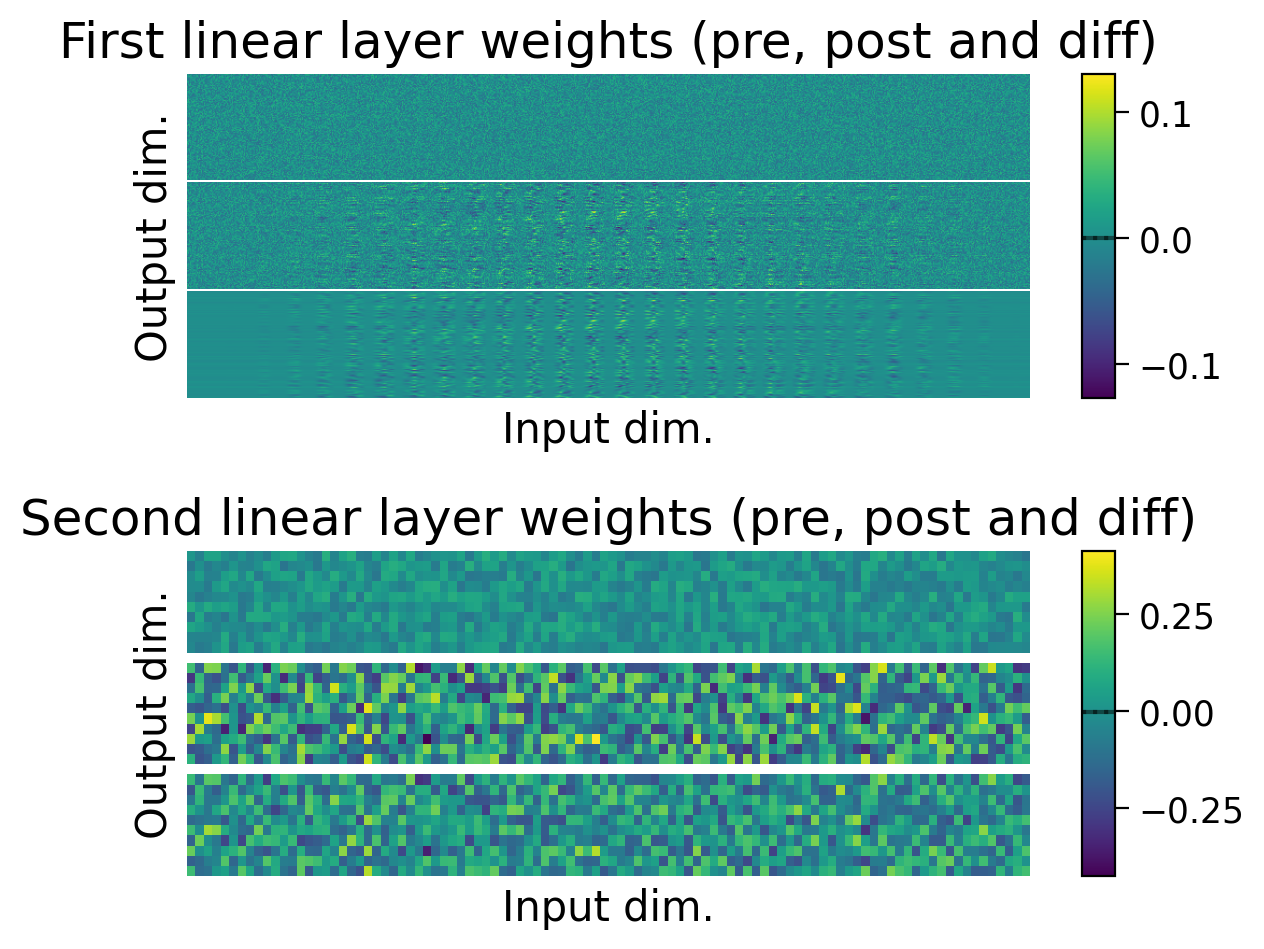 First linear layer weights (pre, post and diff)
Output dim.
Input dim.
0.1
0.0
−0.1
Second linear layer weights (pre, post and diff)
Output dim.
Input dim.
0.25
0.00
−0.25